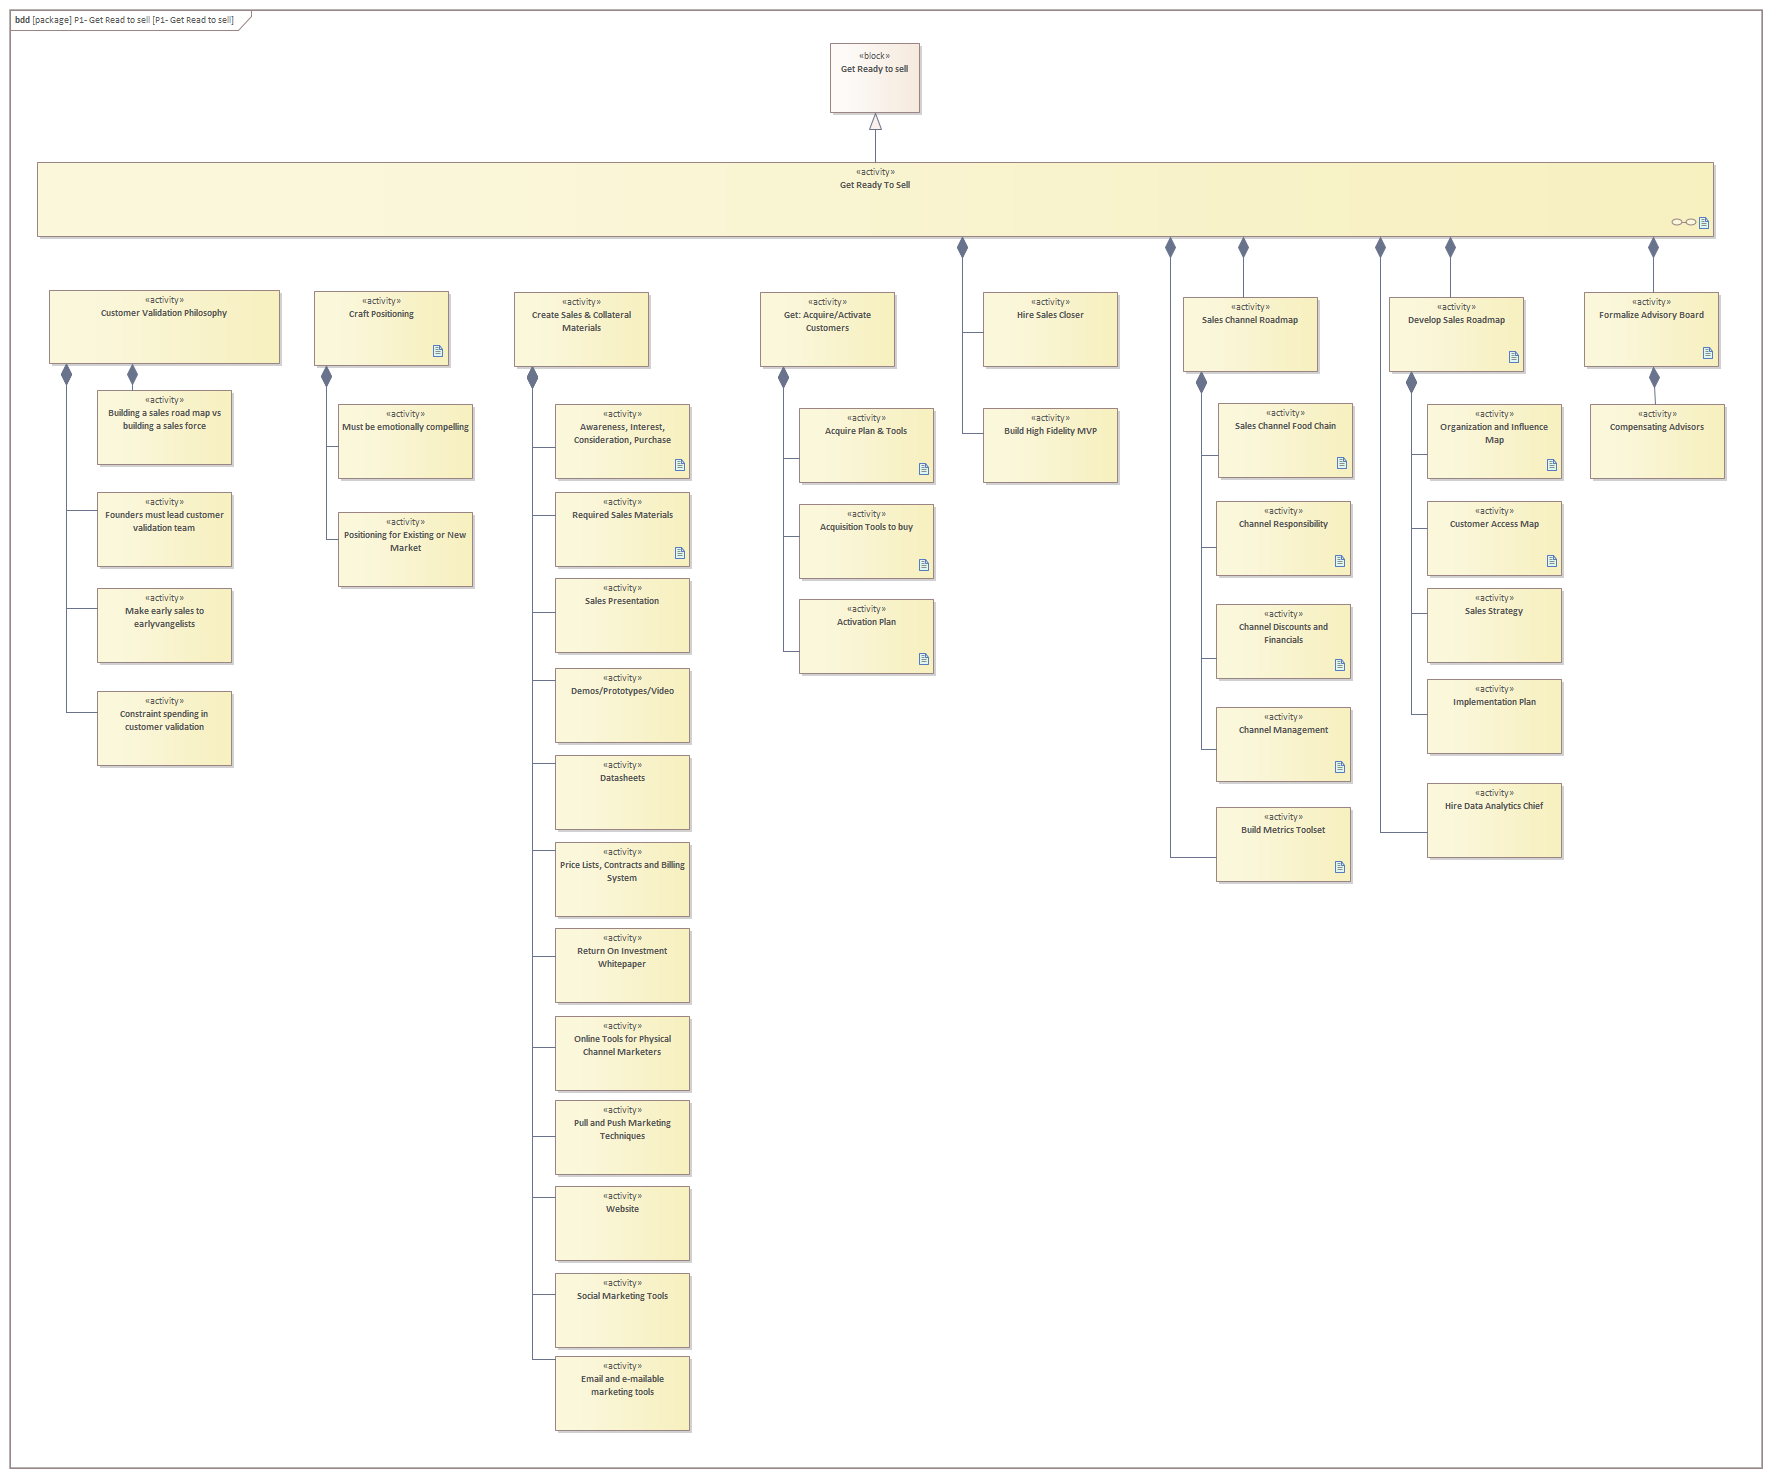 bdd [package] P1- Get Read to sell [P1- Get Read to sell]
«block»
Get Ready to sell
«activity»
Get Ready To Sell
«activity»
Customer Validation Philosophy
«activity»
Building a sales road map vs
building a sales force
«activity»
Founders must lead customer
validation team
«activity»
Make early sales to
earlyvangelists
«activity»
Constraint spending in
customer validation
«activity»
Craft Positioning
«activity»
Must be emotionally compelling
«activity»
Positioning for Existing or New
Market
«activity»
Create Sales & Collateral
Materials
«activity»
Awareness, Interest,
Consideration, Purchase
«activity»
Required Sales Materials
«activity»
Sales Presentation
«activity»
Demos/Prototypes/Video
«activity»
Datasheets
«activity»
Price Lists, Contracts and Billing
System
«activity»
Return On Investment
Whitepaper
«activity»
Online Tools for Physical
Channel Marketers
«activity»
Pull and Push Marketing
Techniques
«activity»
Website
«activity»
Social Marketing Tools
«activity»
Email and e-mailable
marketing tools
«activity»
Get: Acquire/Activate
Customers
«activity»
Acquire Plan & Tools
«activity»
Acquisition Tools to buy
«activity»
Activation Plan
«activity»
Hire Sales Closer
«activity»
Build High Fidelity MVP
«activity»
Sales Channel Roadmap
«activity»
Sales Channel Food Chain
«activity»
Channel Responsibility
«activity»
Channel Discounts and
Financials
«activity»
Channel Management
«activity»
Build Metrics Toolset
«activity»
Develop Sales Roadmap
«activity»
Organization and Influence
Map
«activity»
Customer Access Map
«activity»
Sales Strategy
«activity»
Implementation Plan
«activity»
Hire Data Analytics Chief
«activity»
Formalize Advisory Board
«activity»
Compensating Advisors